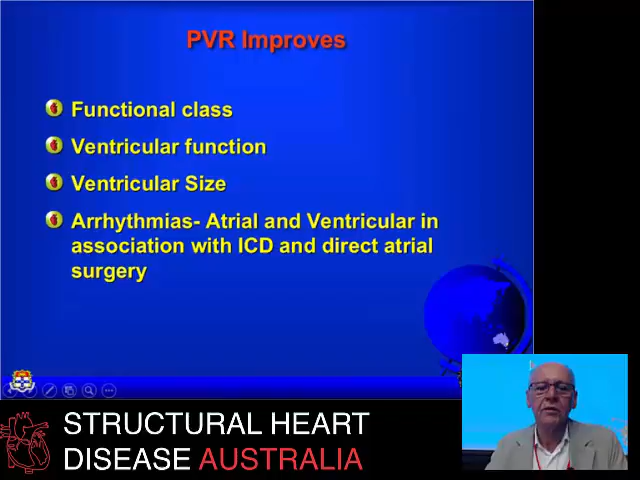 PVR Improves
Functional class
Ventricular function
Ventricular Size
Arrhythmias- Atrial and Ventricular in
association with ICD and direct atrial
surgery
STRUCTURAL HEART
DISEASE AUSTRALIA